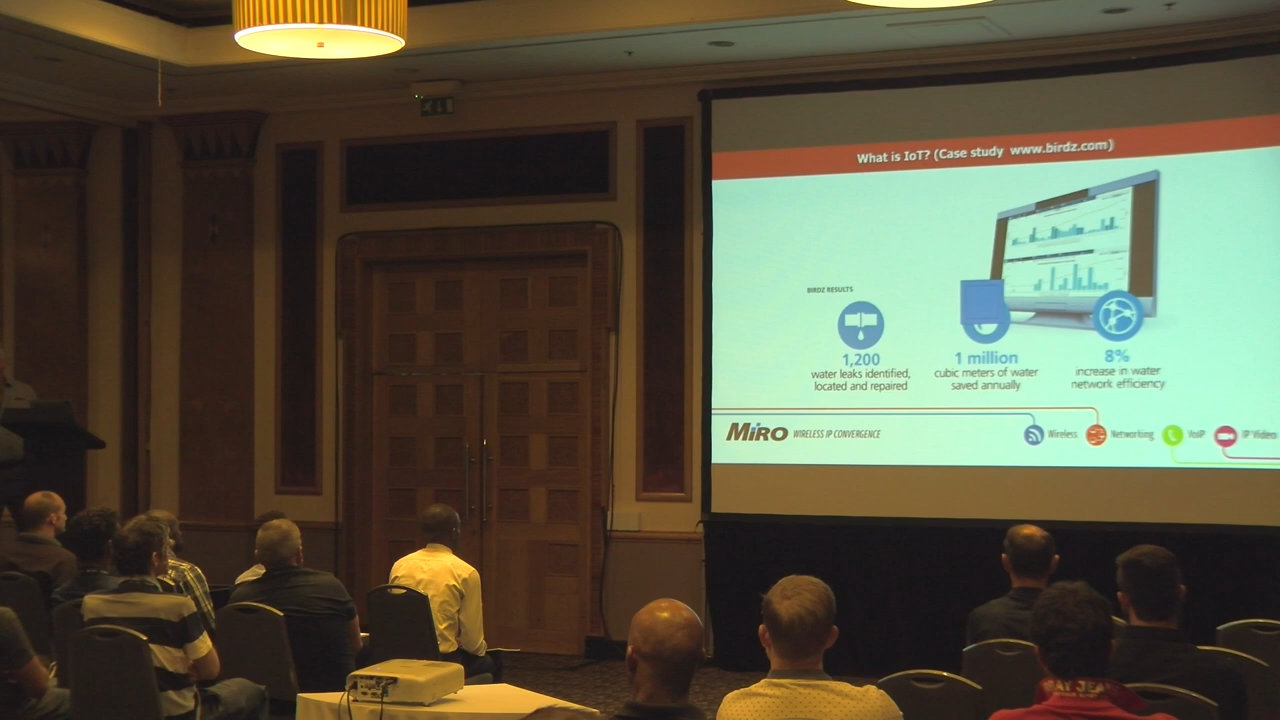 What is IoT? (Case study www.birdz.com)
BIRDZ RESULTS
1,200
water leaks identified,
located and repaired
1 million
cubic meters of water
saved annually
8%
increase in water
network efficiency
MiRO WIRELESS IP CONVERGENCE
Wireless
Networking
VoIP
IP Video